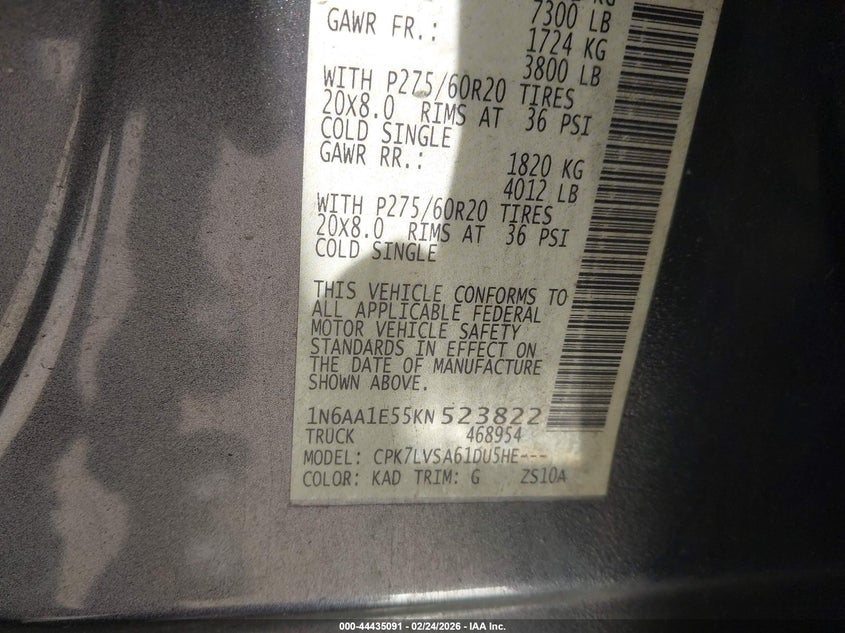 7300 LB
GAWR FR.: 1724 KG
3800 LB
WITH P275/60R20 TIRES
20X8.0 RIMS AT 36 PSI
COLD SINGLE
GAWR RR.: 1820 KG
4012 LB
WITH P275/60R20 TIRES
20X8.0 RIMS AT 36 PSI
COLD SINGLE
THIS VEHICLE CONFORMS TO
ALL APPLICABLE FEDERAL
MOTOR VEHICLE SAFETY
STANDARDS IN EFFECT ON
THE DATE OF MANUFACTURE
SHOWN ABOVE.
1N6AA1E55KN 523822
TRUCK 468954
MODEL: CPK7LVSA61DU5HE---
COLOR: KAD TRIM: G ZS10A
000-44435091 - 02/24/2026 - IAA Inc.